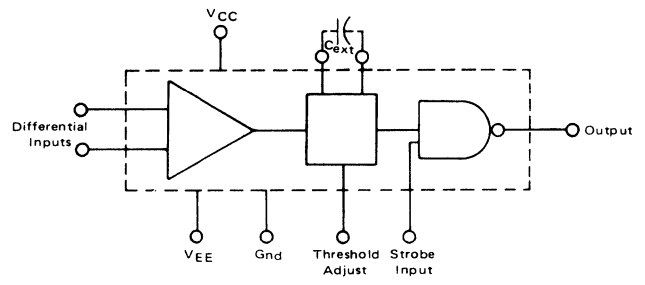 VCC
Cext
Differential
Inputs
Output
VEE
Gnd
Threshold
Adjust
Strobe
Input